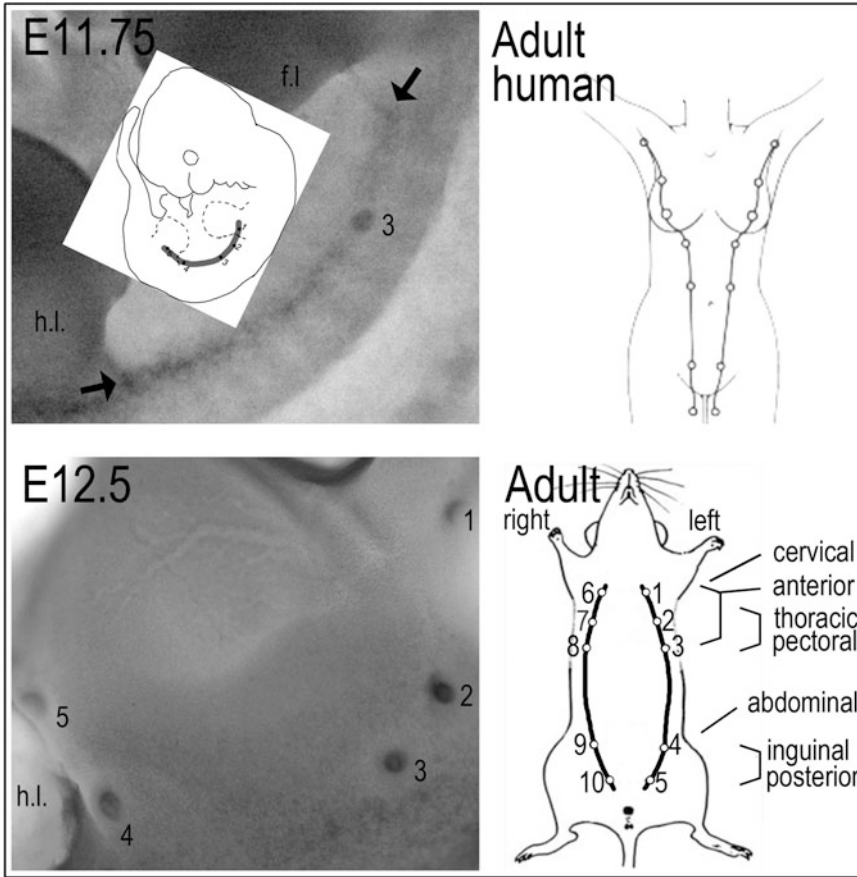 E11.75
f.l
3
h.l.
Adult
human
E12.5
1
2
3
4
5
h.l.
Adult
right
left
cervical
anterior
thoracic
pectoral
abdominal
inguinal
posterior
6
1
7
2
8
3
9
4
10
5